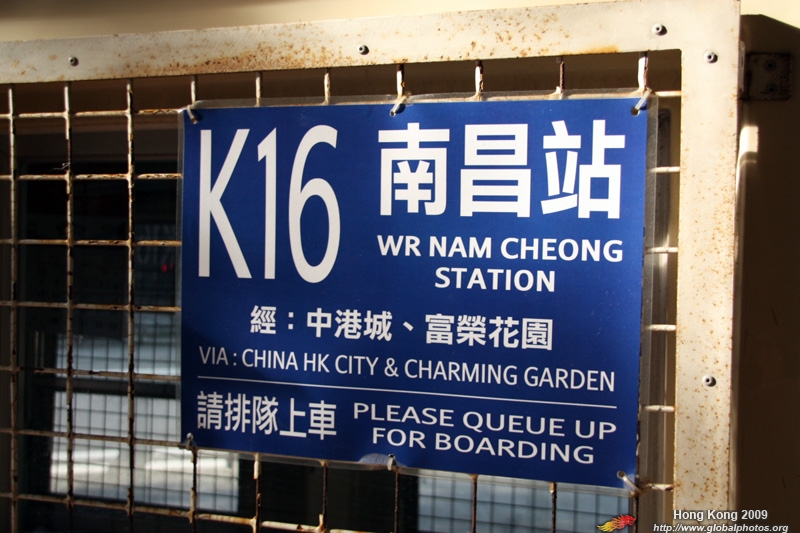 K16
南昌站
WR NAM CHEONG
STATION
經：中港城、富榮花園
VIA : CHINA HK CITY & CHARMING GARDEN
請排隊上車
PLEASE QUEUE UP
FOR BOARDING
Hong Kong 2009
http://www.globalphotos.org